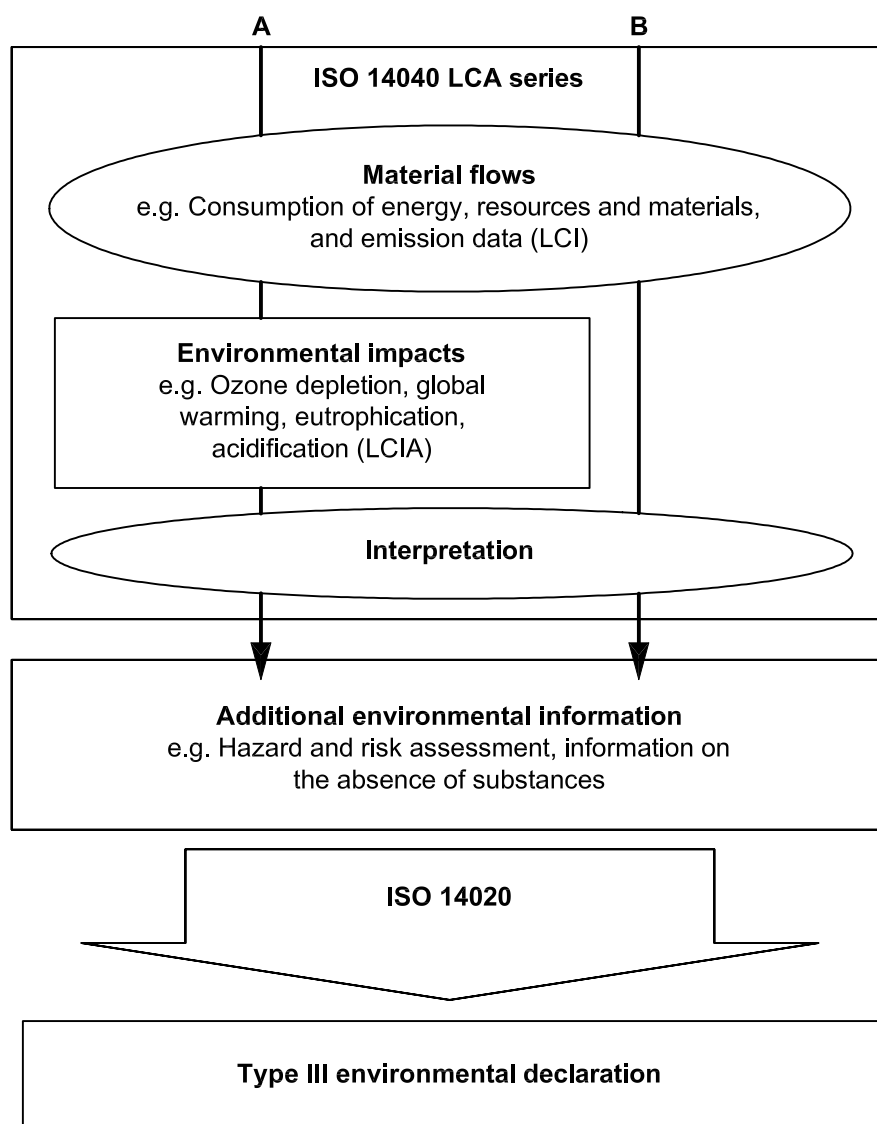 A B
ISO 14040 LCA series
Material flows
e.g. Consumption of energy, resources and materials,
and emission data (LCI)
Environmental impacts
e.g. Ozone depletion, global
warming, eutrophication,
acidification (LCIA)
Interpretation
Additional environmental information
e.g. Hazard and risk assessment, information on
the absence of substances
ISO 14020
Type III environmental declaration